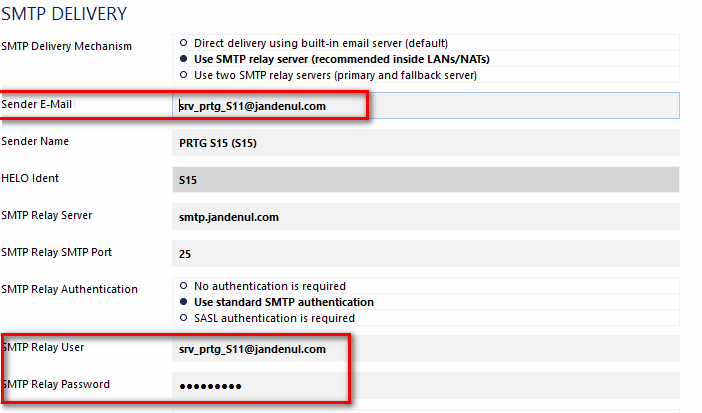 SMTP DELIVERY
SMTP Delivery Mechanism
Direct delivery using built-in email server (default)
Use SMTP relay server (recommended inside LANs/NATs)
Use two SMTP relay servers (primary and fallback server)
Sender E-Mail
srv_prtg_S11@jandenul.com
Sender Name
PRTG S15 (S15)
HELO Ident
S15
SMTP Relay Server
smtp.jandenul.com
SMTP Relay SMTP Port
25
SMTP Relay Authentication
No authentication is required
Use standard SMTP authentication
SASL authentication is required
SMTP Relay User
srv_prtg_S11@jandenul.com
SMTP Relay Password
●●●●●●●●●